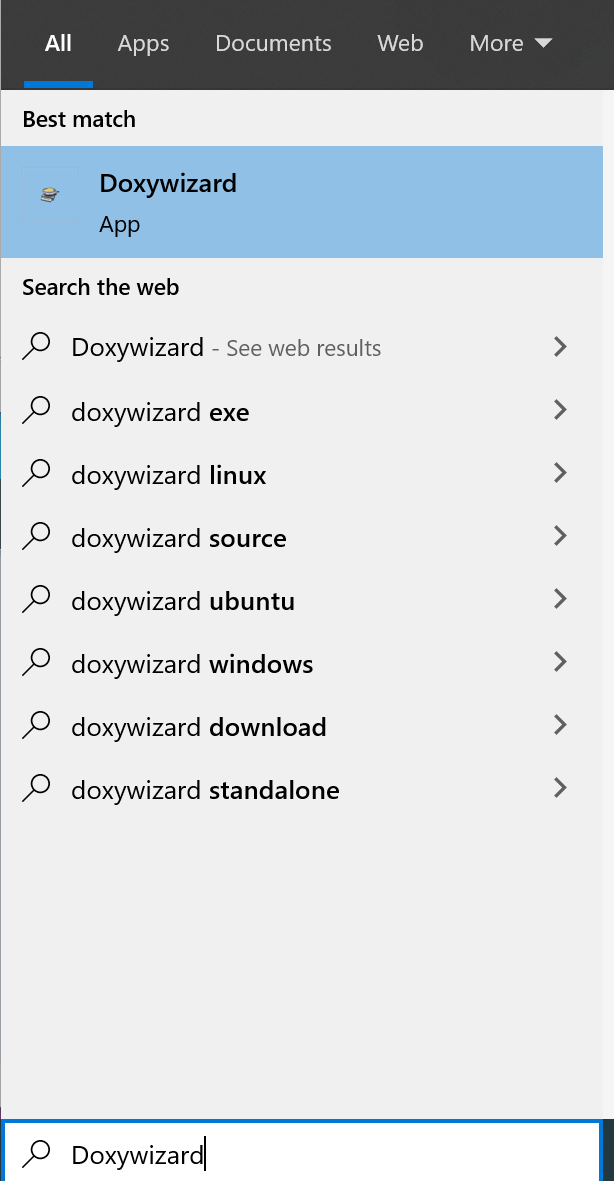 All Apps Documents Web More
Best match
Doxywizard
App
Search the web
Doxywizard - See web results
doxywizard exe
doxywizard linux
doxywizard source
doxywizard ubuntu
doxywizard windows
doxywizard download
doxywizard standalone
Doxywizard